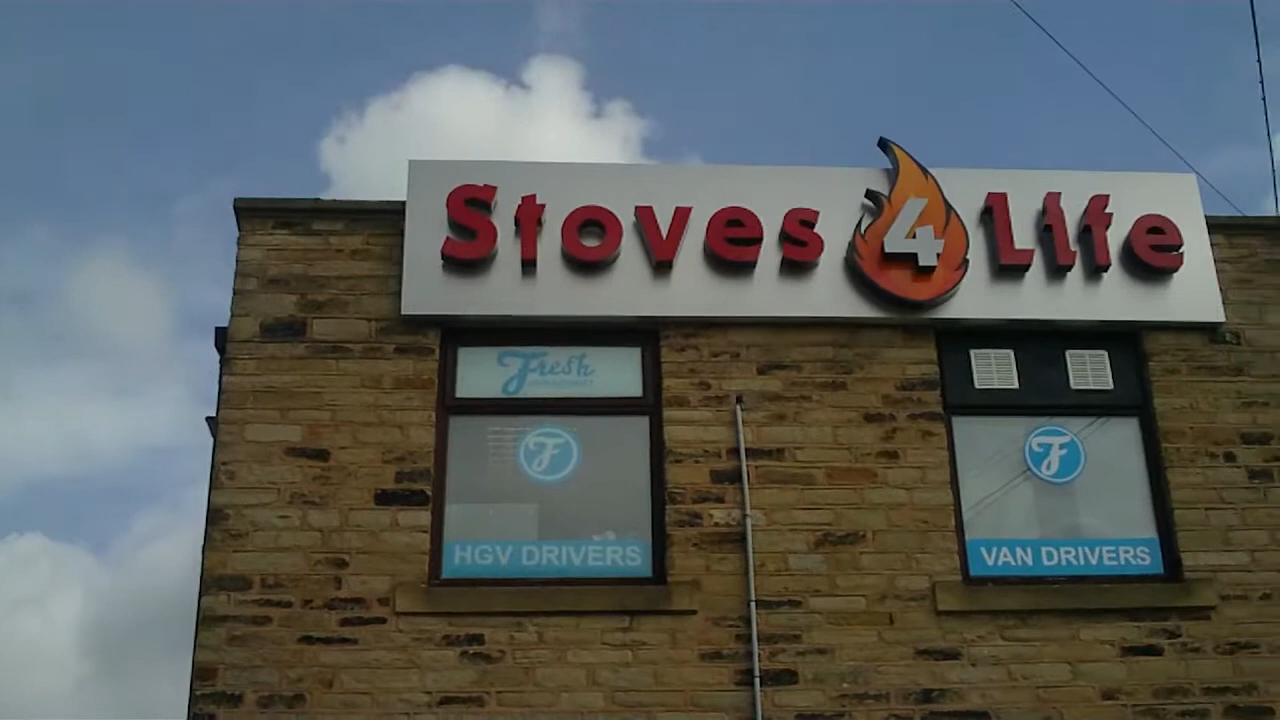 Stoves 4 Life
Fresh
F
HGV DRIVERS
F
VAN DRIVERS